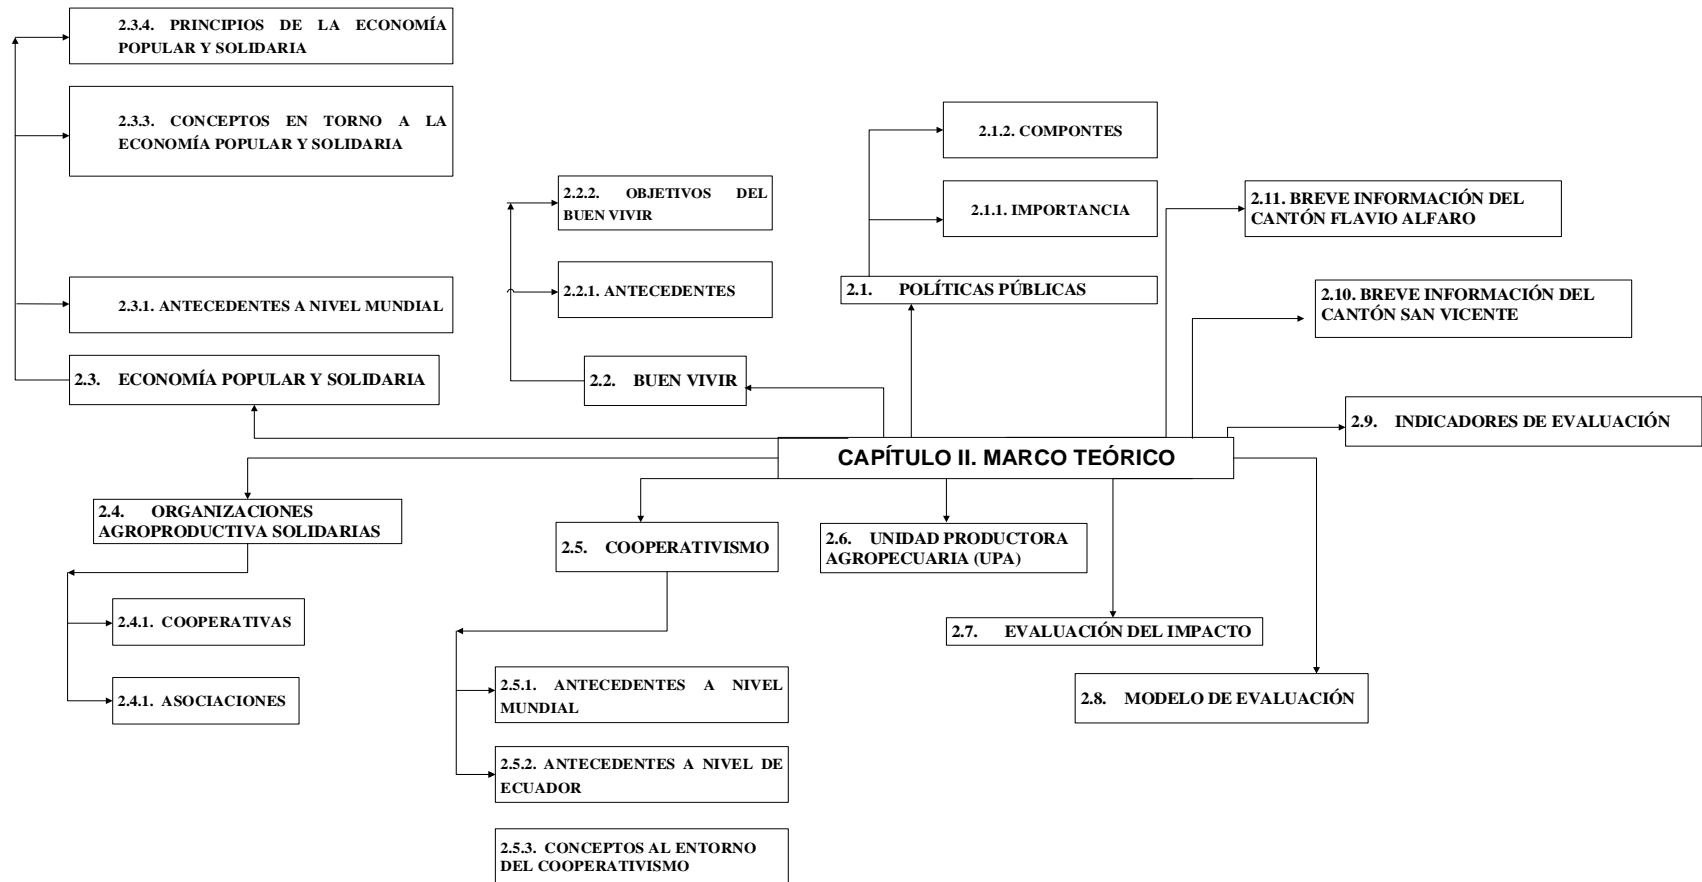 2.3.4. PRINCIPIOS DE LA ECONOMÍA
POPULAR Y SOLIDARIA
2.3.3. CONCEPTOS EN TORNO A LA
ECONOMÍA POPULAR Y SOLIDARIA
2.3.1. ANTECEDENTES A NIVEL MUNDIAL
2.3. ECONOMÍA POPULAR Y SOLIDARIA
2.2.2. OBJETIVOS DEL
BUEN VIVIR
2.2.1. ANTECEDENTES
2.2. BUEN VIVIR
2.1.2. COMPONTES
2.1.1. IMPORTANCIA
2.1. POLÍTICAS PÚBLICAS
2.11. BREVE INFORMACIÓN DEL
CANTÓN FLAVIO ALFARO
2.10. BREVE INFORMACIÓN DEL
CANTÓN SAN VICENTE
2.9. INDICADORES DE EVALUACIÓN
CAPÍTULO II. MARCO TEÓRICO
2.4. ORGANIZACIONES
AGROPRODUCTIVA SOLIDARIAS
2.4.1. COOPERATIVAS
2.4.1. ASOCIACIONES
2.5. COOPERATIVISMO
2.5.1. ANTECEDENTES A NIVEL
MUNDIAL
2.5.2. ANTECEDENTES A NIVEL DE
ECUADOR
2.5.3. CONCEPTOS AL ENTORNO
DEL COOPERATIVISMO
2.6. UNIDAD PRODUCTORA
AGROPECUARIA (UPA)
2.7. EVALUACIÓN DEL IMPACTO
2.8. MODELO DE EVALUACIÓN